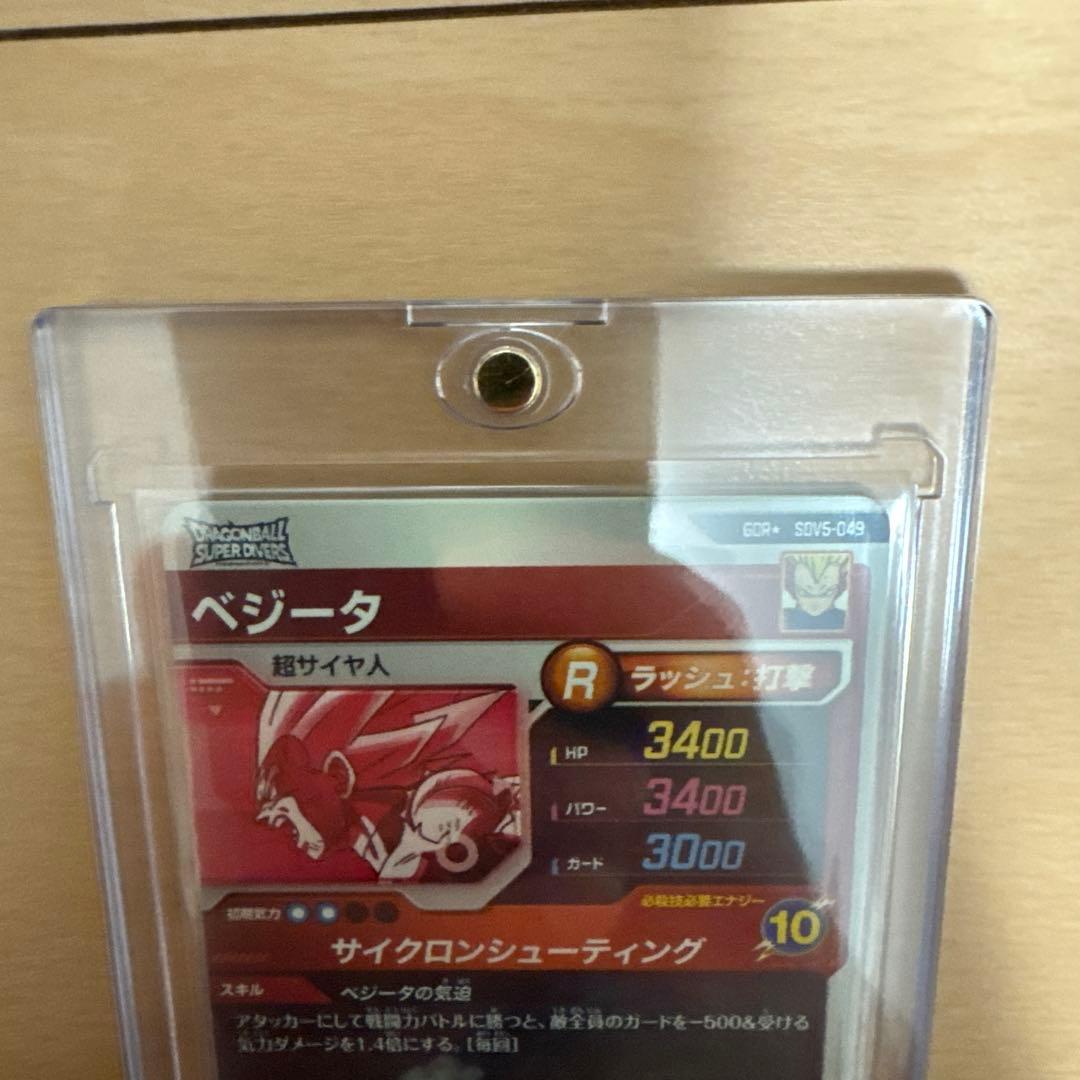 DRAGONBALL
SUPER DIVERS
GDR★ SDV5-049
ベジータ
超サイヤ人
R ラッシュ:打撃
HP 3400
パワー 3400
ガード 3000
初期気力
必殺技必要エナジー
10
サイクロンシューティング
スキル ベジータの気迫
アタッカーにして戦闘力バトルに勝つと、敵全員のガードを-500&受ける
気力ダメージを1.4倍にする。[毎回]